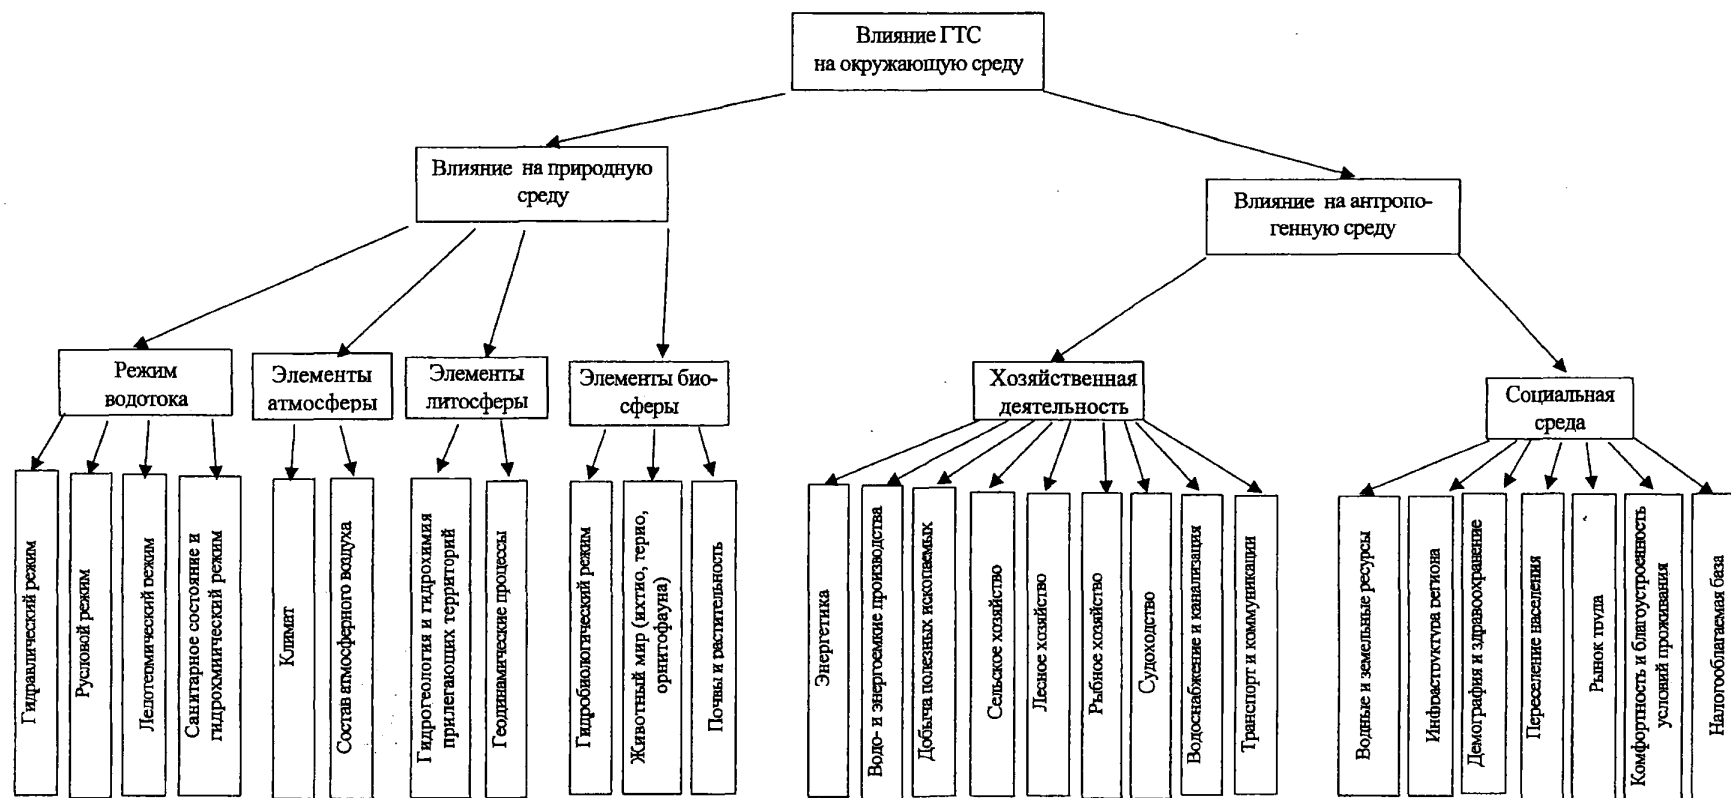 Влияние ГТС
на окружающую среду
Влияние на природную
среду
Влияние на антропо-
генную среду
Режим
водотока
Элементы
атмосферы
Элементы
литосферы
Элементы био-
сферы
Хозяйственная
деятельность
Социальная
среда
Гидравлический режим
Русловой режим
Ледотермический режим
Санитарное состояние и
гидрохмиический режим
Климат
Состав атмосферного воздуха
Гидрогеология и гидрохимия
прилегающих территорий
Геодинамические процессы
Гидробиологический режим
Животный мир (ихтио, терио,
орнитофауна)
Почвы и растительность
Энергетика
Водо- и энергоемкие производства
Добыча полезных ископаемых
Сельское хозяйство
Лесное хозяйство
Рыбное хозяйство
Судоходство
Водоснабжение и канализация
Транспорт и коммуникации
Водные и земельные ресурсы
Инфраструктура региона
Демография и здравоохранение
Переселение населения
Рынок труда
Комфортность и благоустроенность
условий проживания
Налогооблагаемая база